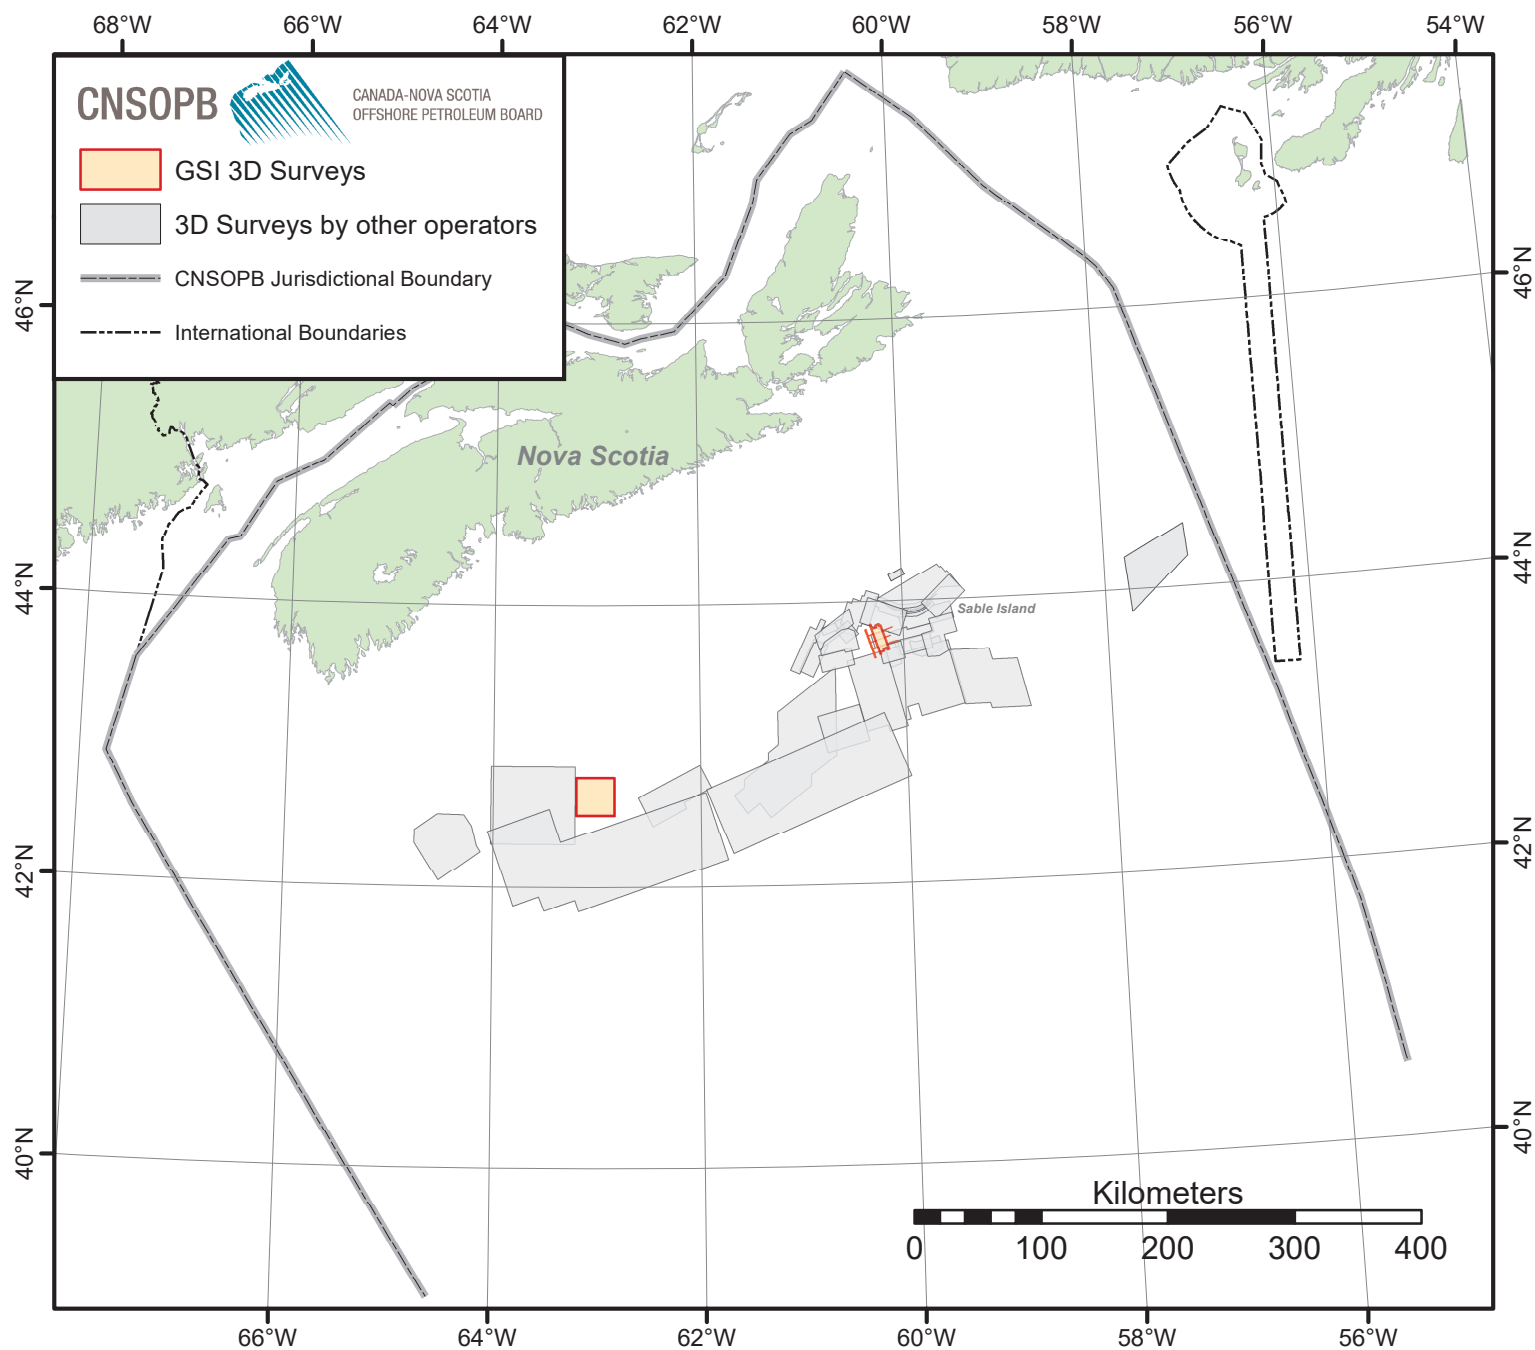 68°W 66°W 64°W 62°W 60°W 58°W 56°W 54°W
CNSOPB
CANADA-NOVA SCOTIA
OFFSHORE PETROLEUM BOARD
GSI 3D Surveys
3D Surveys by other operators
CNSOPB Jurisdictional Boundary
International Boundaries
46°N
46°N
Nova Scotia
44°N
44°N
Sable Island
42°N
42°N
40°N
40°N
Kilometers
0 100 200 300 400
66°W 64°W 62°W 60°W 58°W 56°W